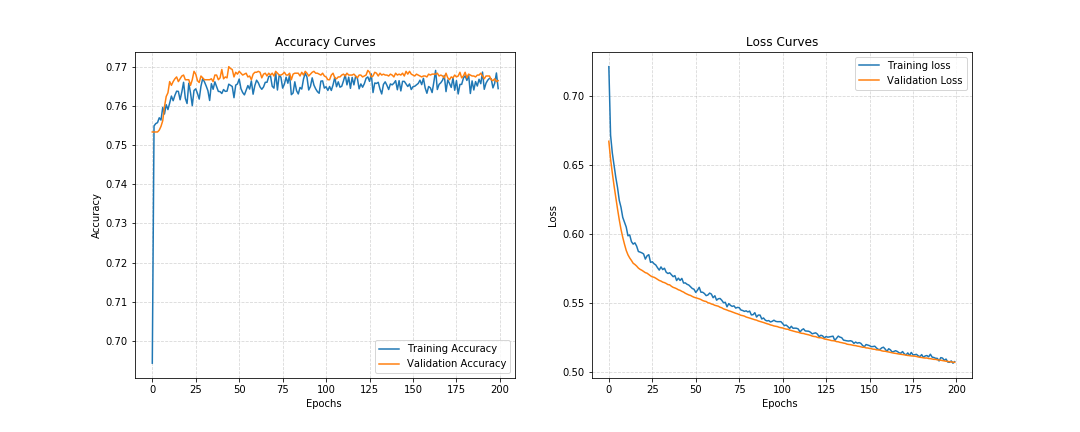 Accuracy Curves
0.77
0.76
0.75
0.74
0.73
0.72
0.71
0.70
Accuracy
0 25 50 75 100 125 150 175 200
Epochs
Training Accuracy
Validation Accuracy
Loss Curves
0.70
0.65
0.60
0.55
0.50
Loss
0 25 50 75 100 125 150 175 200
Epochs
Training loss
Validation Loss